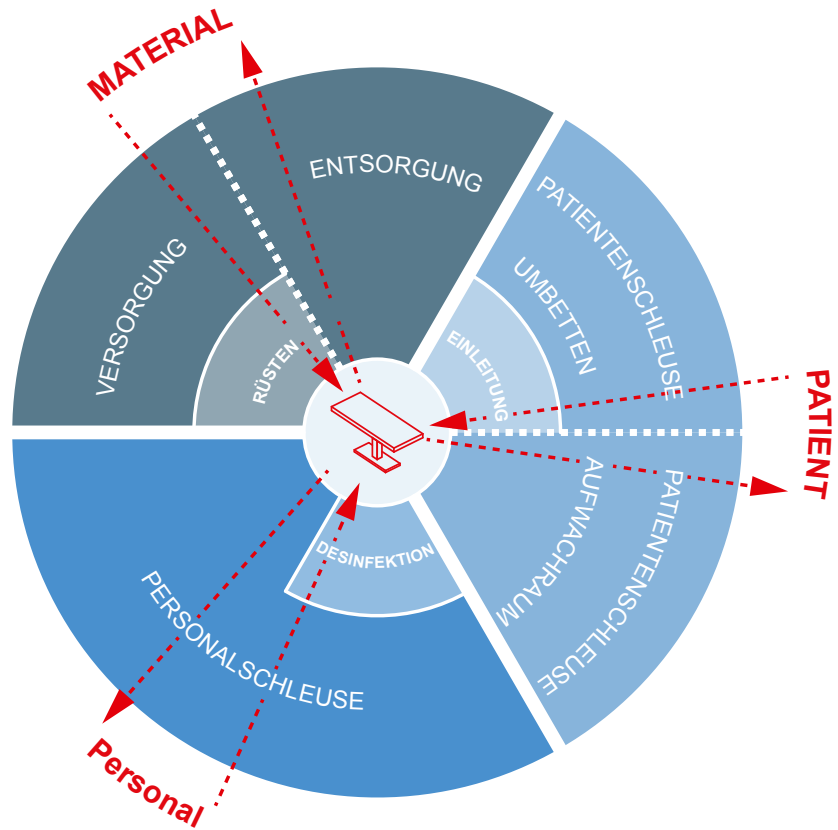 MATERIAL
ENTSORGUNG
VERSORGUNG
RÜSTEN
PATIENTENSCHLEUSE
UMBETTEN
EINLEITUNG
PATIENT
AUFWACHRAUM
PATIENTENSCHLEUSE
DESINFEKTION
PERSONALSCHLEUSE
Personal